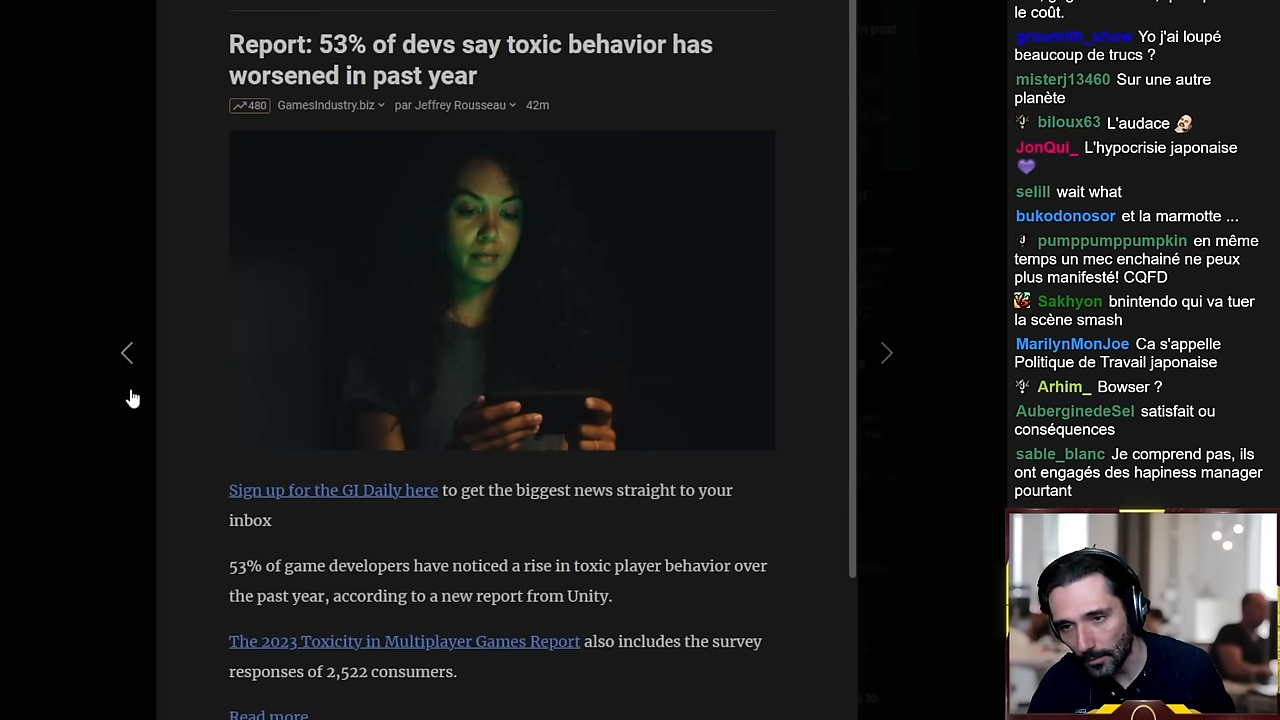 Report: 53% of devs say toxic behavior has
worsened in past year
480 GamesIndustry.biz par Jeffrey Rousseau 42m
Sign up for the GI Daily here to get the biggest news straight to your
inbox
53% of game developers have noticed a rise in toxic player behavior over
the past year, according to a new report from Unity.
The 2023 Toxicity in Multiplayer Games Report also includes the survey
responses of 2,522 consumers.
Read more
le coût.
groumith_show Yo j'ai loupé
beaucoup de trucs ?
misterj13460 Sur une autre
planète
biloux63 L'audace
JonQui_ L'hypocrisie japonaise
selill wait what
bukodonosor et la marmotte ...
pumppumppumpkin en même
temps un mec enchainé ne peux
plus manifesté! CQFD
Sakhyon bnintendo qui va tuer
la scène smash
MarilynMonJoe Ca s'appelle
Politique de Travail japonaise
Arhim_ Bowser ?
AuberginedeSel satisfait ou
conséquences
sable_blanc Je comprend pas, ils
ont engagés des hapiness manager
pourtant